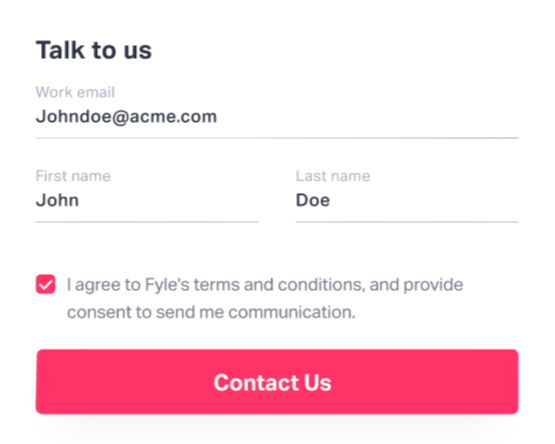 Talk to us
Work email
Johndoe@acme.com
First name Last name
John Doe
I agree to Fyle's terms and conditions, and provide
consent to send me communication.
Contact Us